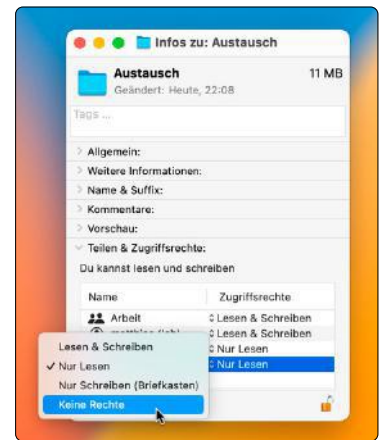 Infos zu: Austausch
Austausch 11 MB
Geändert: Heute, 22:08
Tags ...
Allgemein:
Weitere Informationen:
Name & Suffix:
Kommentare:
Vorschau:
Teilen & Zugriffsrechte:
Du kannst lesen und schreiben
Name Zugriffsrechte
Arbeit Lesen & Schreiben
Lesen & Schreiben
Nur Lesen
Nur Lesen
Lesen & Schreiben
✓ Nur Lesen
Nur Schreiben (Briefkasten)
Keine Rechte